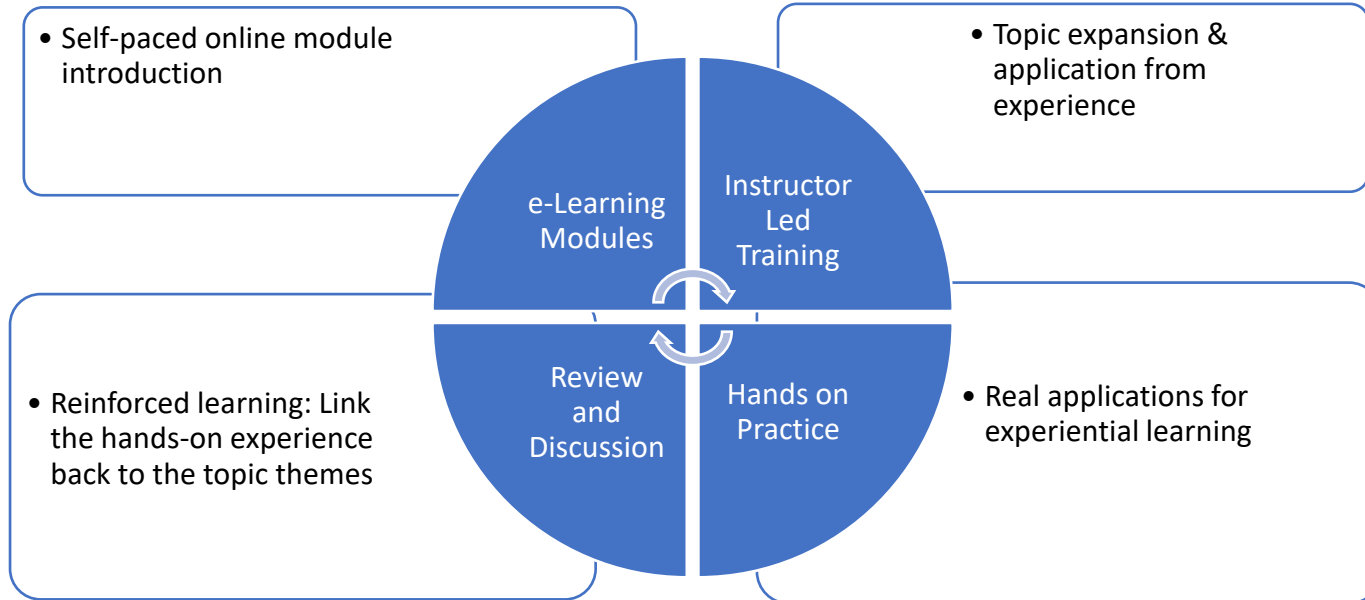 • Self-paced online module
introduction
• Topic expansion &
application from
experience
e-Learning
Modules
Instructor
Led
Training
Review
and
Discussion
Hands on
Practice
• Reinforced learning: Link
the hands-on experience
back to the topic themes
• Real applications for
experiential learning